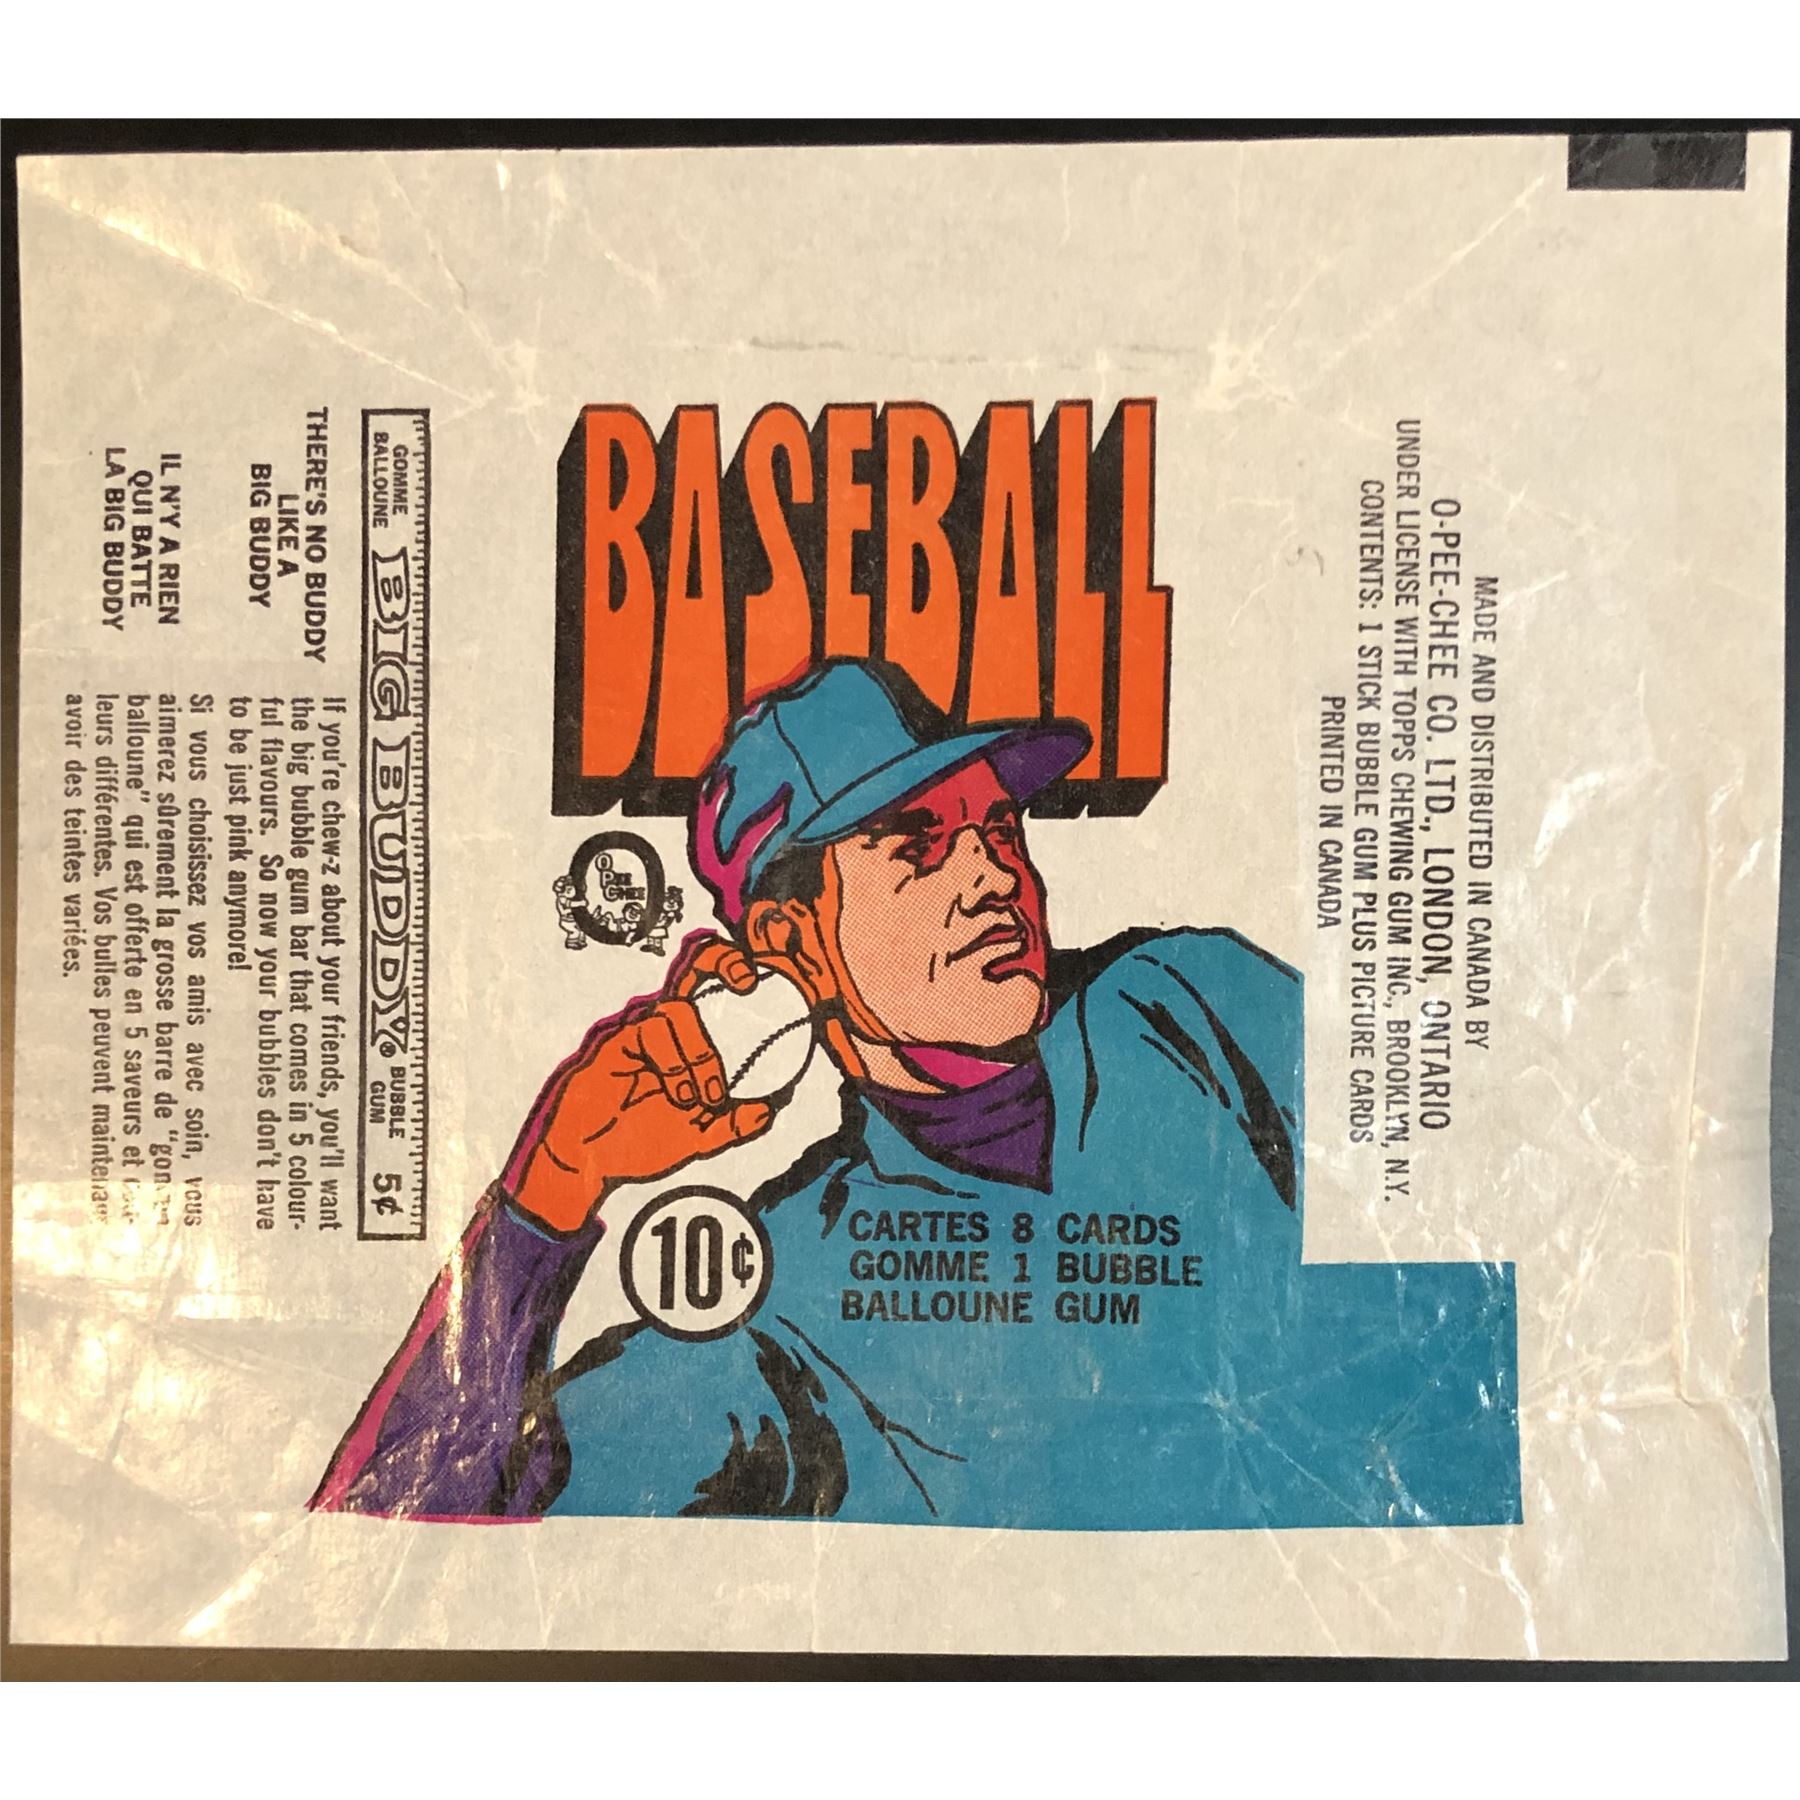 BASEBALL
O PEE CHEE
10¢
CARTES 8 CARDS
GOMME 1 BUBBLE
BALLOUNE GUM
MADE AND DISTRIBUTED IN CANADA BY
O-PEE-CHEE CO. LTD., LONDON, ONTARIO
UNDER LICENSE WITH TOPPS CHEWING GUM INC., BROOKLYN, N.Y.
CONTENTS: 1 STICK BUBBLE GUM PLUS PICTURE CARDS
PRINTED IN CANADA
GOMME
BALLOUNE
BIG BUDDY®
BUBBLE
GUM
5¢
THERE'S NO BUDDY
LIKE A
BIG BUDDY
If you're chew-z about your friends, you'll want
the big bubble gum bar that comes in 5 colour-
ful flavours. So now your bubbles don't have
to be just pink anymore!
IL N'Y A RIEN
QUI BATTE
LA BIG BUDDY
Si vous choisissez vos amis avec soin, vous
aimerez sûrement la grosse barre de "gomme
balloune" qui est offerte en 5 saveurs et
leurs différentes. Vos bulles peuvent maintenant
avoir des teintes variées.